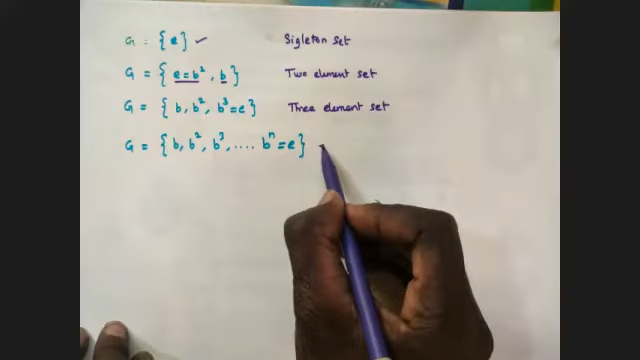 G = { e } ✓ Sigleton set
G = { e = b², b } Two element set
G = { b, b², b³ = e } Three element set
G = { b, b², b³, .... bⁿ = e }